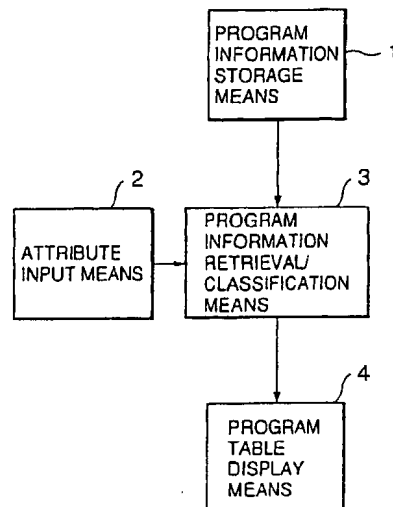 PROGRAM
INFORMATION
STORAGE
MEANS
1
2
ATTRIBUTE
INPUT MEANS
3
PROGRAM
INFORMATION
RETRIEVAL/
CLASSIFICATION
MEANS
4
PROGRAM
TABLE
DISPLAY
MEANS